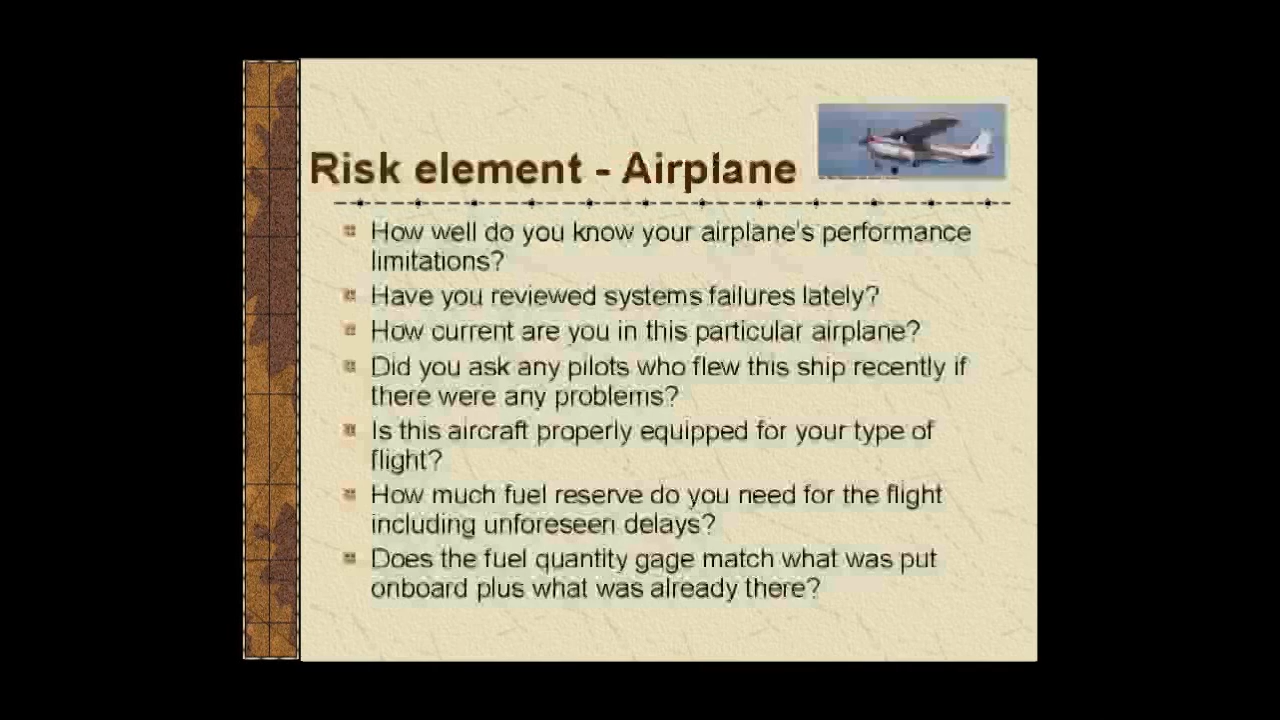 Risk element - Airplane
How well do you know your airplane's performance
limitations?
Have you reviewed systems failures lately?
How current are you in this particular airplane?
Did you ask any pilots who flew this ship recently if
there were any problems?
Is this aircraft properly equipped for your type of
flight?
How much fuel reserve do you need for the flight
including unforeseen delays?
Does the fuel quantity gage match what was put
onboard plus what was already there?